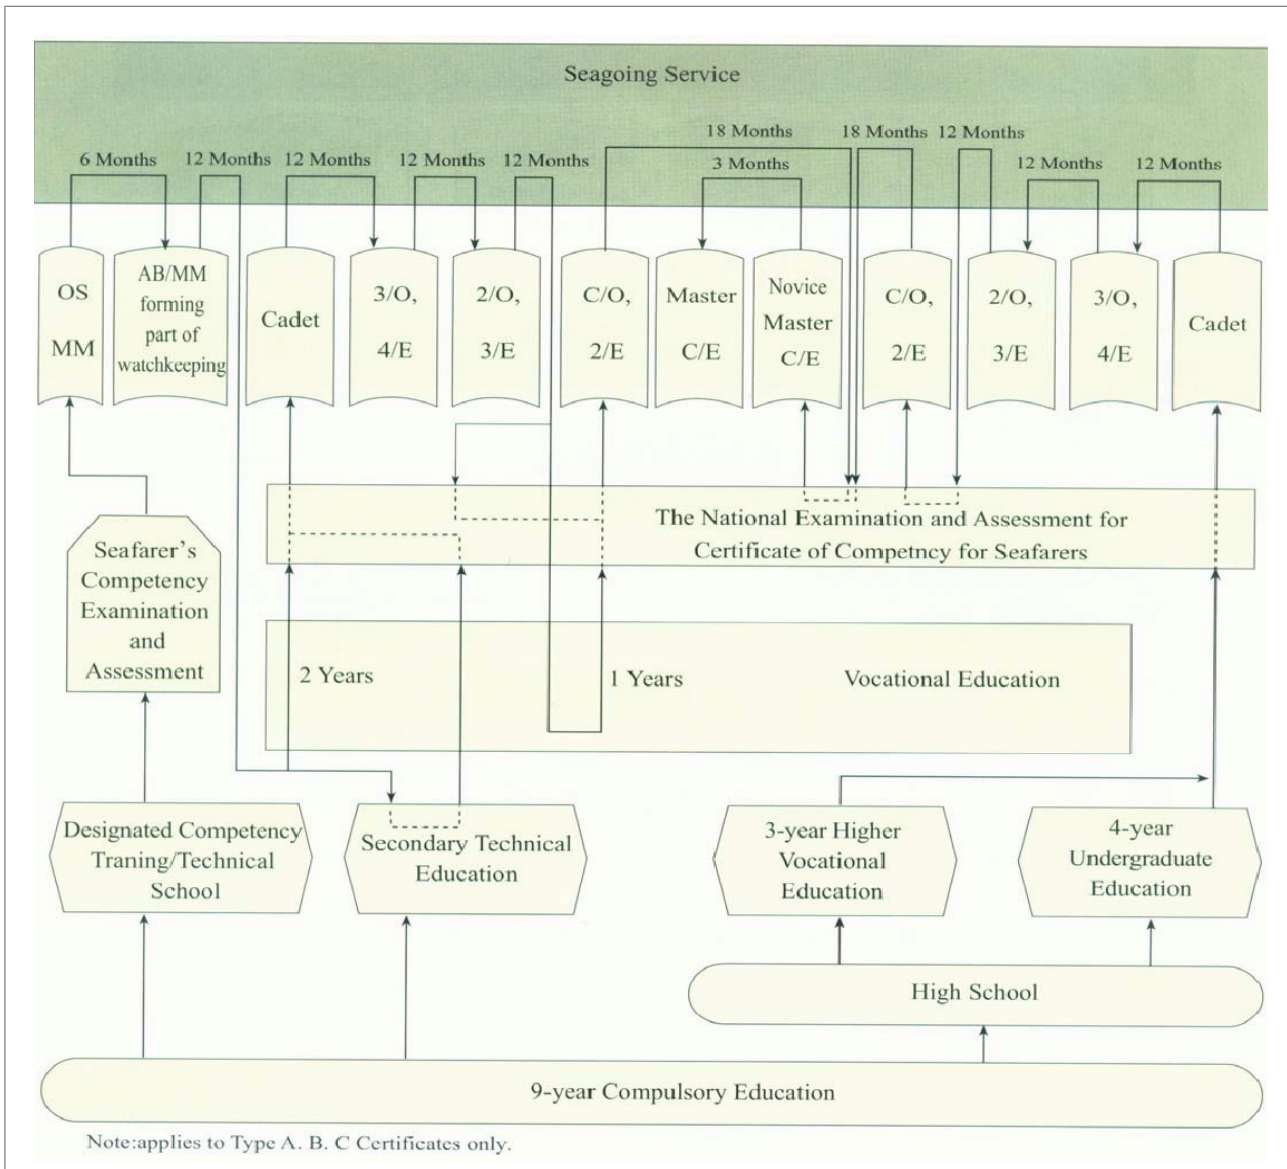 Seagoing Service
18 Months
18 Months
12 Months
6 Months
12 Months
12 Months
12 Months
12 Months
3 Months
12 Months
12 Months
OS
MM
AB/MM
forming
part of
watchkeeping
Cadet
3/O,
4/E
2/O,
3/E
C/O,
2/E
Master
C/E
Novice
Master
C/E
C/O,
2/E
2/O,
3/E
3/O,
4/E
Cadet
The National Examination and Assessment for
Certificate of Competncy for Seafarers
Seafarer's
Competency
Examination
and
Assessment
2 Years
1 Years
Vocational Education
Designated Competency
Traning/Technical
School
Secondary Technical
Education
3-year Higher
Vocational
Education
4-year
Undergraduate
Education
High School
9-year Compulsory Education
Note:applies to Type A. B. C Certificates only.